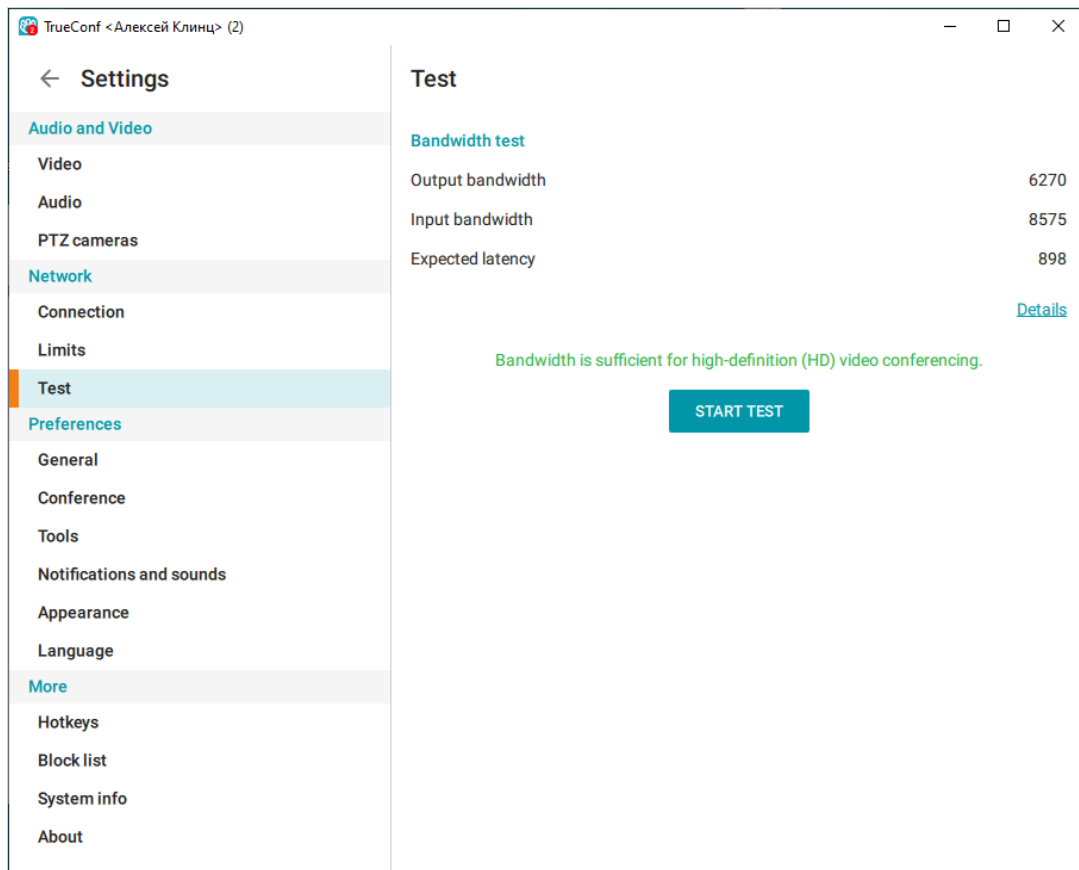 TrueConf <Алексей Клинц> (2)
Settings
Audio and Video
Video
Audio
PTZ cameras
Network
Connection
Limits
Test
Preferences
General
Conference
Tools
Notifications and sounds
Appearance
Language
More
Hotkeys
Block list
System info
About
Test
Bandwidth test
Output bandwidth 6270
Input bandwidth 8575
Expected latency 898
Details
Bandwidth is sufficient for high-definition (HD) video conferencing.
START TEST